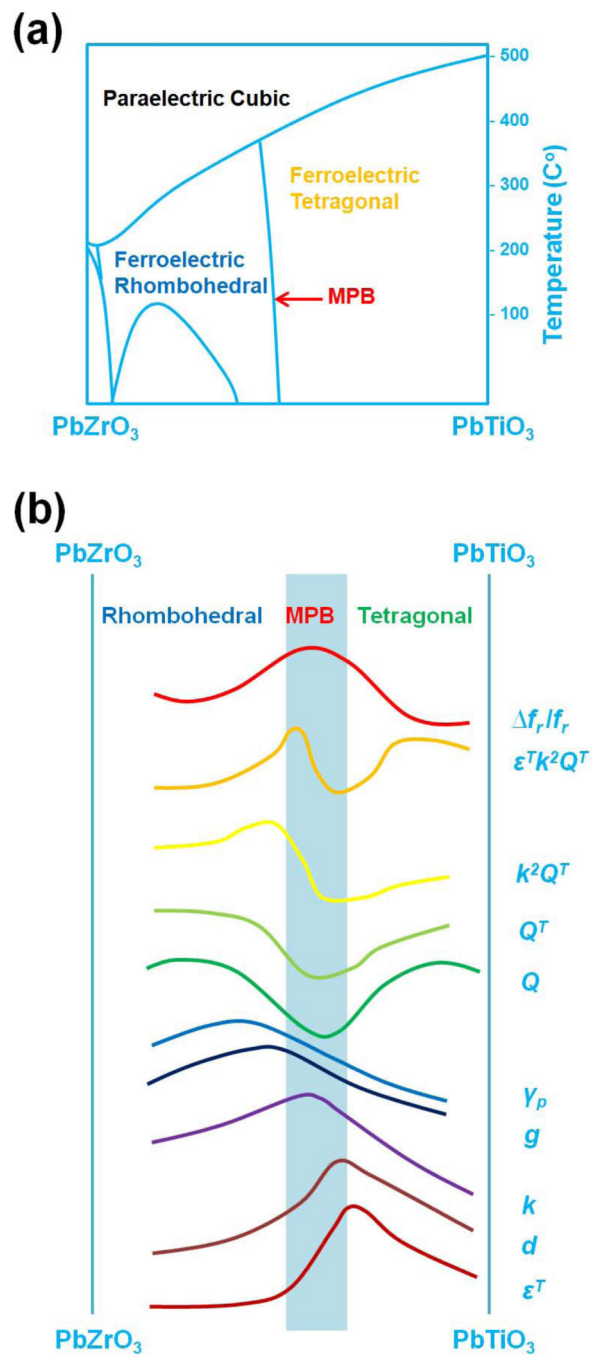 (a)
Paraelectric Cubic
Ferroelectric
Tetragonal
Ferroelectric
Rhombohedral
MPB
500
400
300
200
100
Temperature (Cº)
PbZrO₃
PbTiO₃
(b)
PbZrO₃
PbTiO₃
Rhombohedral
MPB
Tetragonal
Δfᵣ/fᵣ
εᵀk²Qᵀ
k²Qᵀ
Qᵀ
Q
γₚ
g
k
d
εᵀ
PbZrO₃
PbTiO₃